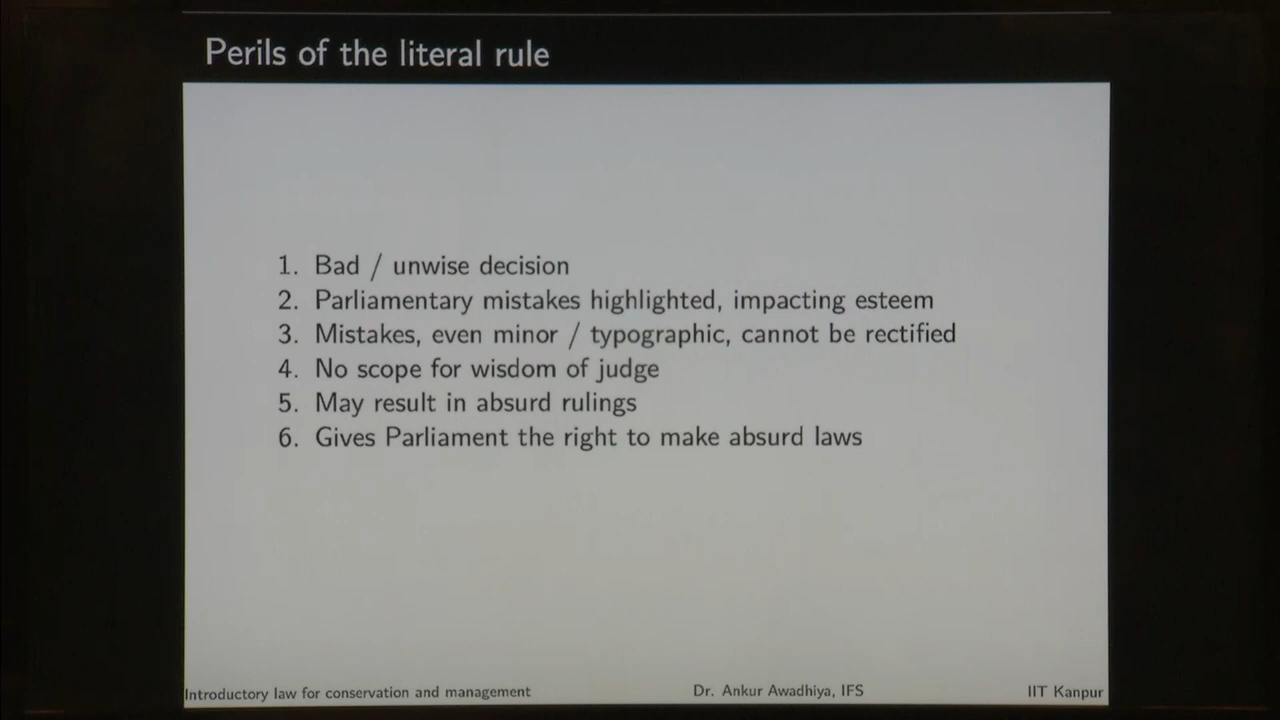 Perils of the literal rule
1. Bad / unwise decision
2. Parliamentary mistakes highlighted, impacting esteem
3. Mistakes, even minor / typographic, cannot be rectified
4. No scope for wisdom of judge
5. May result in absurd rulings
6. Gives Parliament the right to make absurd laws
Introductory law for conservation and management Dr. Ankur Awadhiya, IFS IIT Kanpur